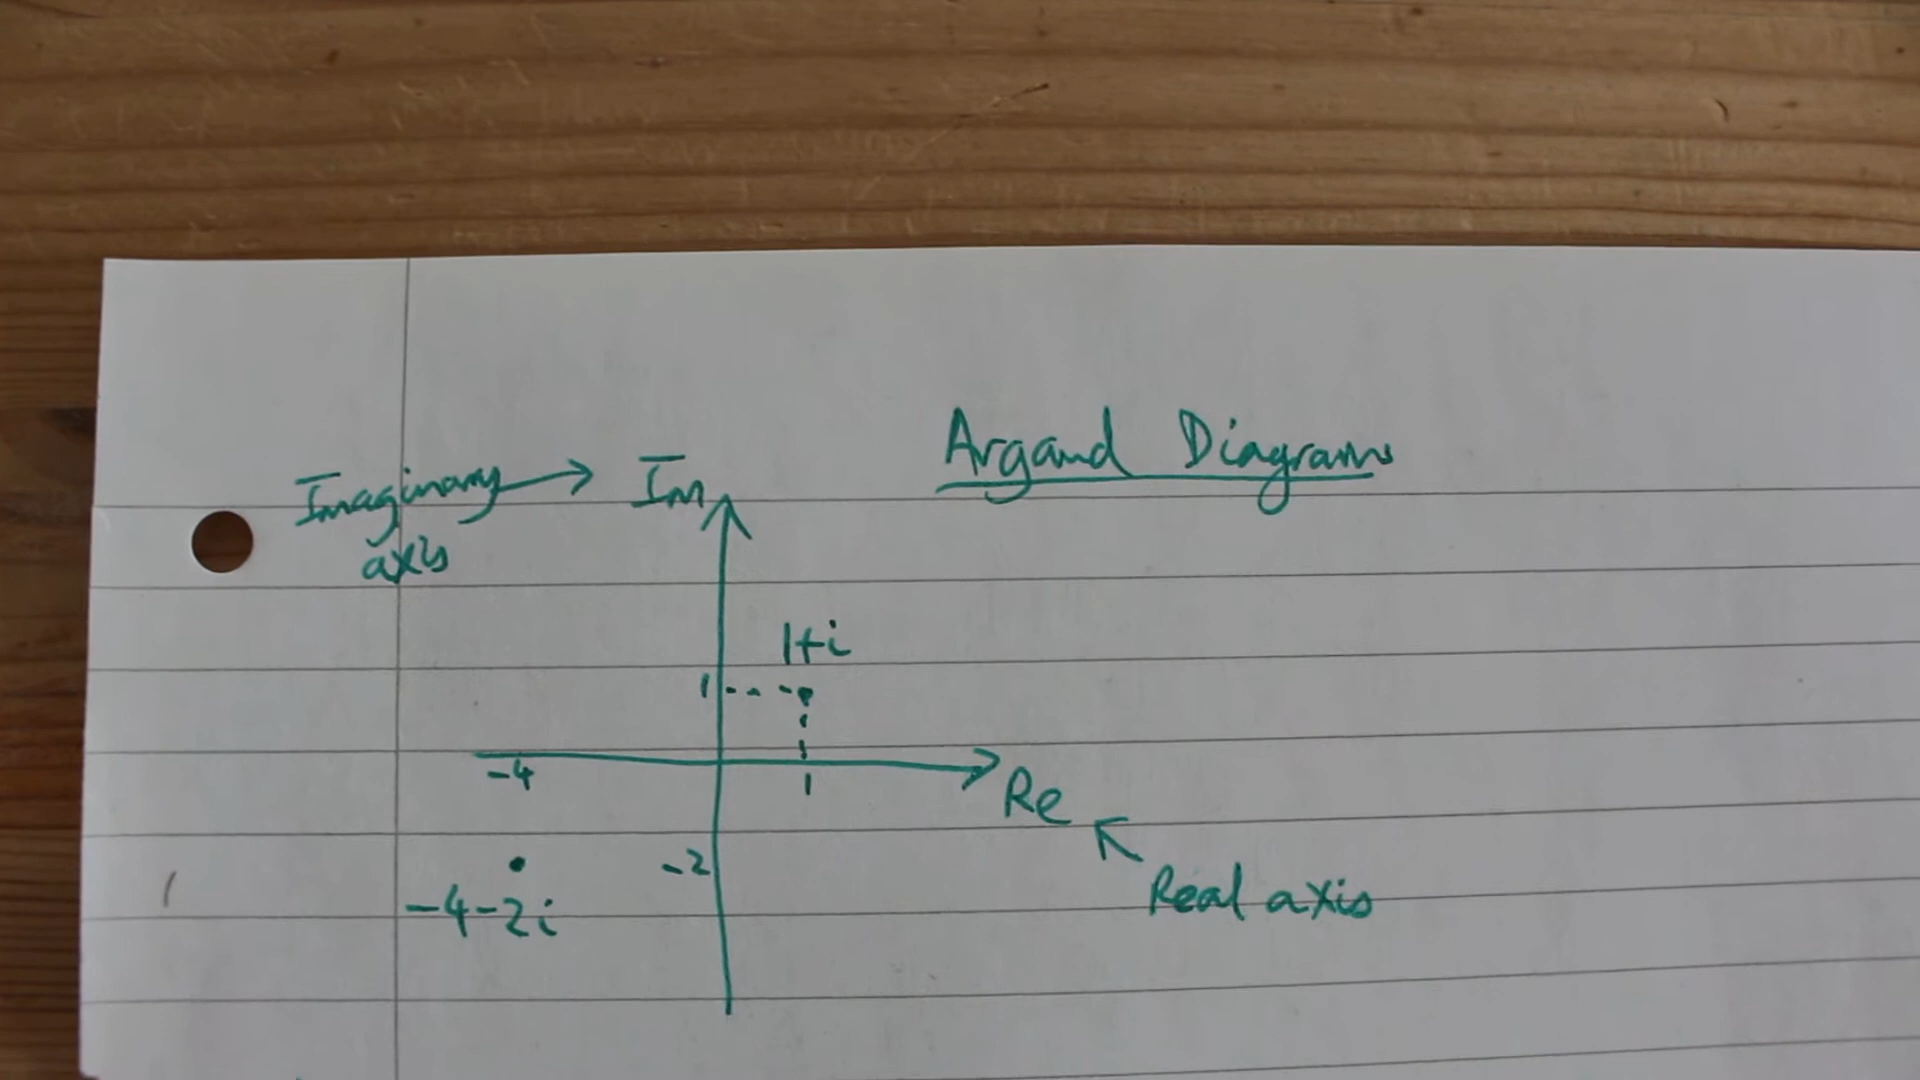 Argand Diagrams
Imaginary
axis
Im
1+i
1
-4
1
Re
-2
-4-2i
Real axis